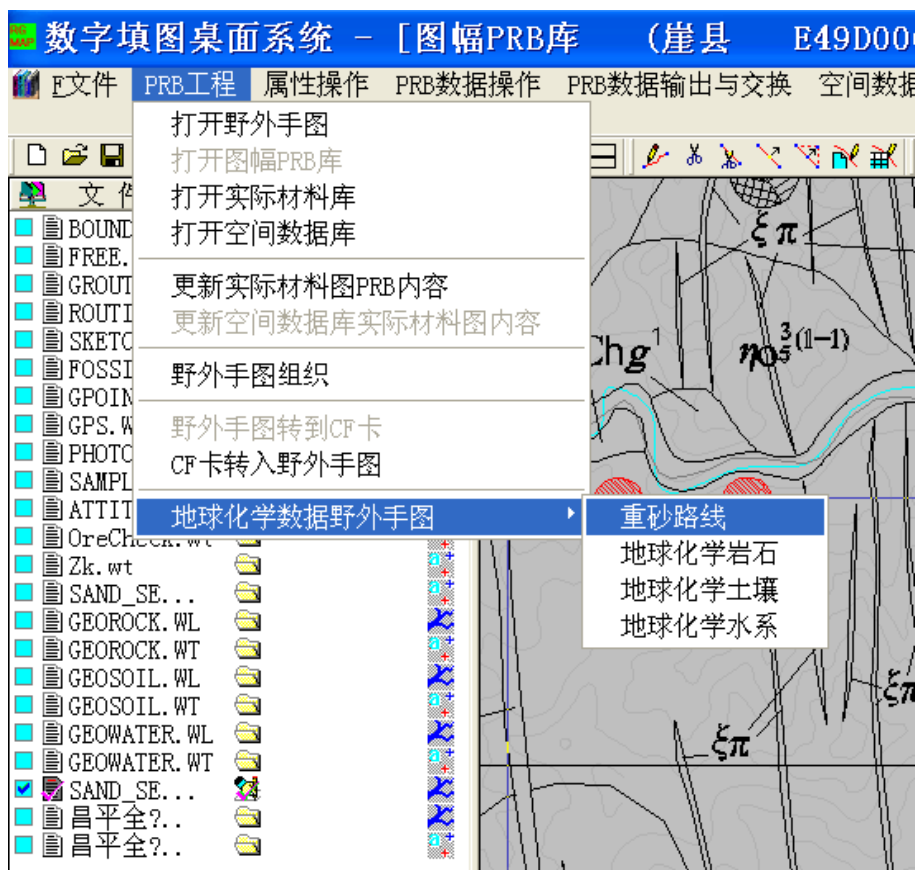 RG MAP 数字填图桌面系统 - [图幅PRB库 (崖县 E49D00
F文件 PRB工程 属性操作 PRB数据操作 PRB数据输出与交换 空间数据
打开野外手图
打开图幅PRB库
打开实际材料库
打开空间数据库
更新实际材料图PRB内容
更新空间数据库实际材料图内容
野外手图组织
野外手图转到CF卡
CF卡转入野外手图
地球化学数据野外手图
重砂路线
地球化学岩石
地球化学土壤
地球化学水系
文件
BOUND
FREE.
GROUT
ROUTI
SKETC
FOSSI
GPOIN
GPS.W
PHOTO
SAMPL
ATTIT
OreCheck.wt
Zk.wt
SAND_SE...
GEOROCK.WL
GEOROCK.WT
GEOSOIL.WL
GEOSOIL.WT
GEOWATER.WL
GEOWATER.WT
SAND_SE...
昌平全?..
昌平全?..
ξπ
Chg¹
ξπ
ξπ